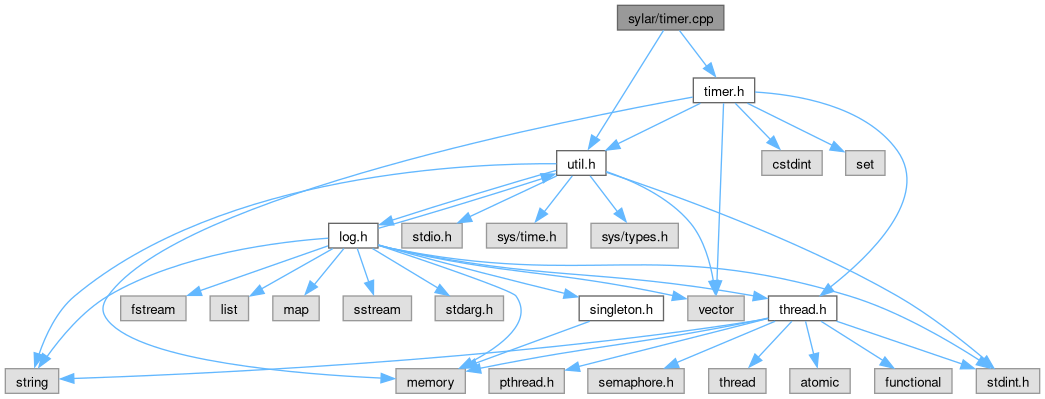 sylar/timer.cpp
timer.h
util.h
cstdint
set
log.h
stdio.h
sys/time.h
sys/types.h
fstream
list
map
sstream
stdarg.h
singleton.h
vector
thread.h
string
memory
pthread.h
semaphore.h
thread
atomic
functional
stdint.h